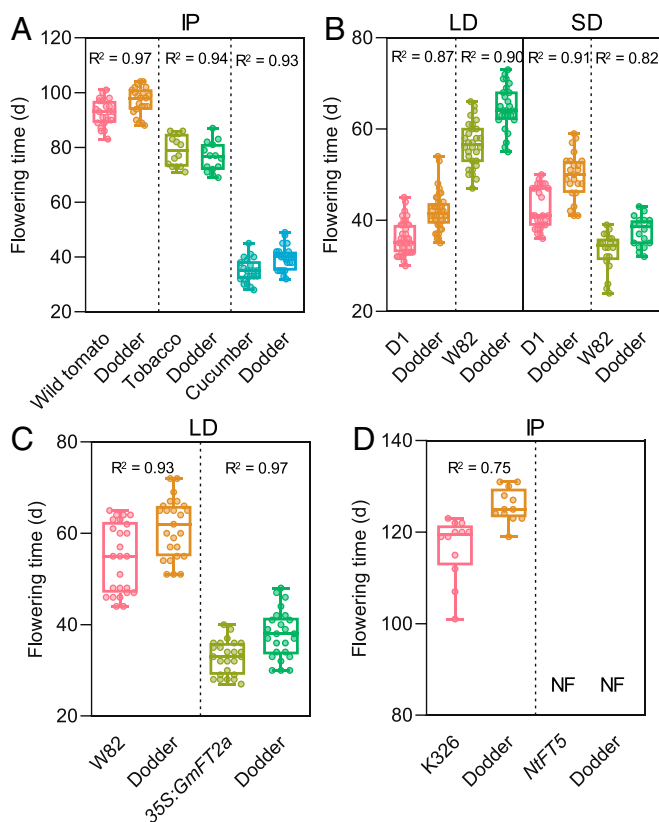 A
IP
R² = 0.97
R² = 0.94
R² = 0.93
Flowering time (d)
120
100
80
60
40
20
Wild tomato
Dodder
Tobacco
Dodder
Cucumber
Dodder
B
LD
SD
R² = 0.87
R² = 0.90
R² = 0.91
R² = 0.82
Flowering time (d)
80
60
40
20
D1
Dodder
W82
Dodder
D1
Dodder
W82
Dodder
C
LD
R² = 0.93
R² = 0.97
Flowering time (d)
80
60
40
20
W82
Dodder
35S:GmFT2a
Dodder
D
IP
R² = 0.75
Flowering time (d)
140
120
100
80
NF
NF
K326
Dodder
NtFT5
Dodder